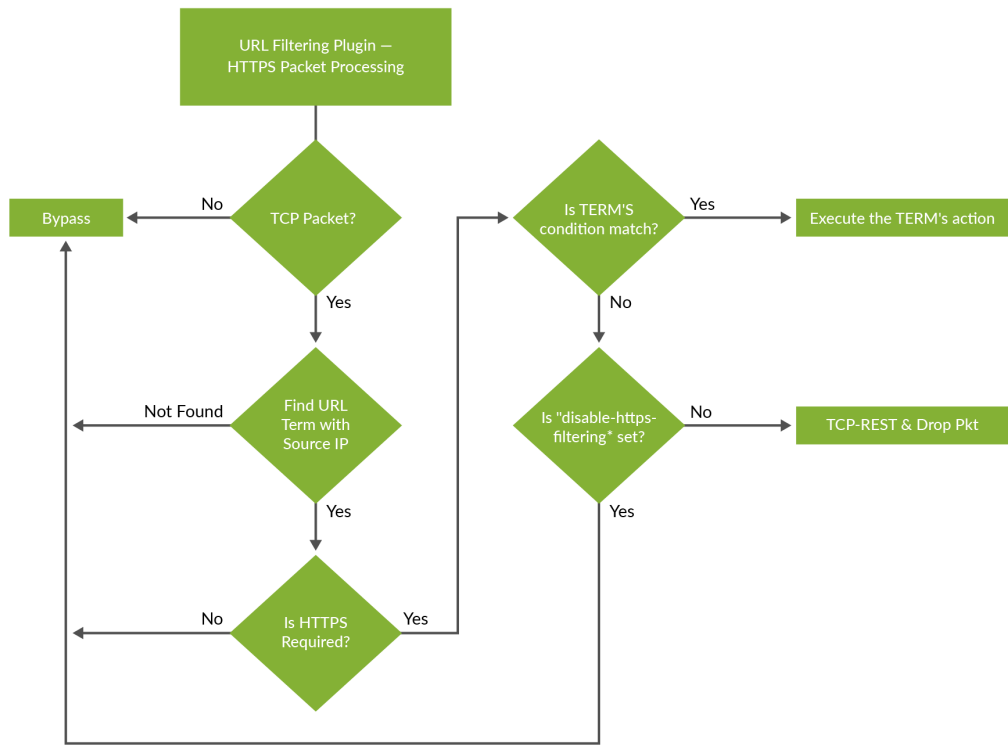 URL Filtering Plugin –
HTTPS Packet Processing
No
Bypass
TCP Packet?
Yes
Not Found
Find URL
Term with
Source IP
Yes
No
Is HTTPS
Required?
Yes
Is TERM'S
condition match?
Yes
Execute the TERM's action
No
Is "disable-https-
filtering* set?
No
TCP-REST & Drop Pkt
Yes